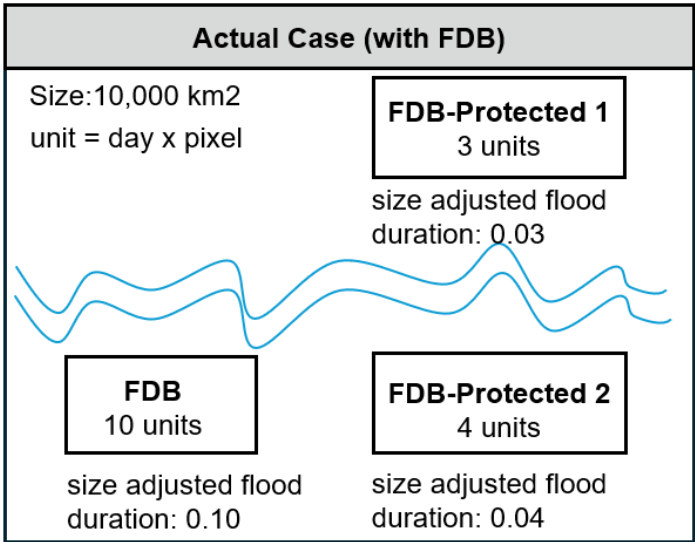 Actual Case (with FDB)
Size:10,000 km2
unit = day x pixel
FDB-Protected 1
3 units
size adjusted flood
duration: 0.03
FDB
10 units
size adjusted flood
duration: 0.10
FDB-Protected 2
4 units
size adjusted flood
duration: 0.04